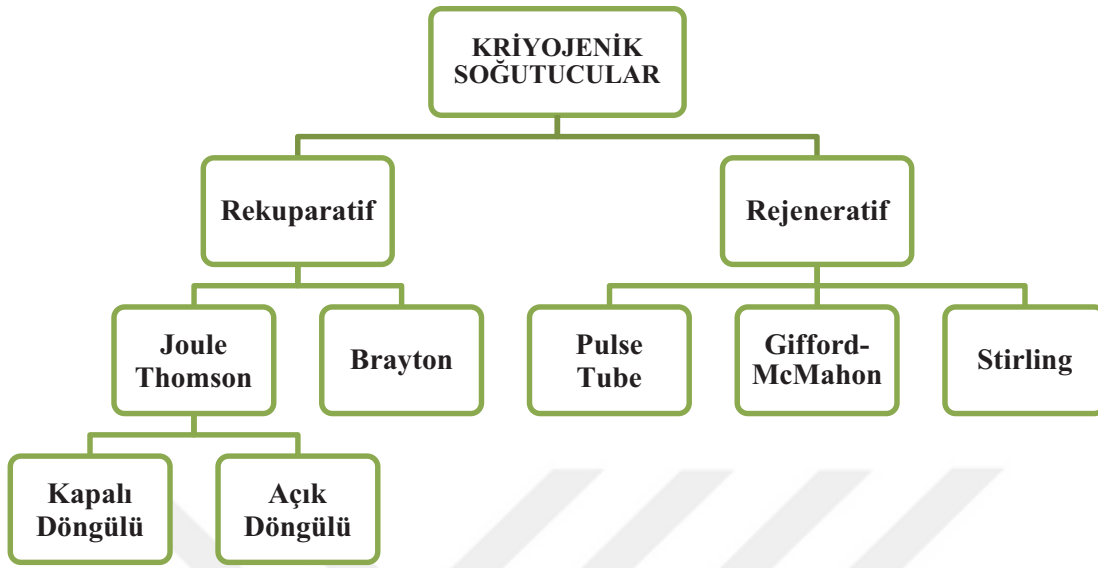 KRİYOJENİK
SOĞUTUCULAR
Rekuparatif
Rejeneratif
Joule
Thomson
Brayton
Pulse
Tube
Gifford-
McMahon
Stirling
Kapalı
Döngülü
Açık
Döngülü